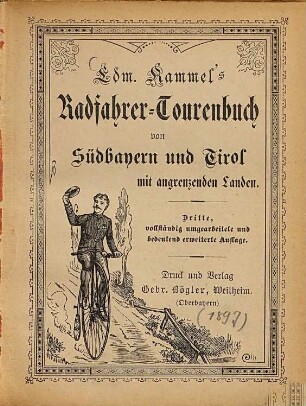 Edm. Rammel's
Radfahrer-Tourenbuch
von
Südbayern und Tirol
mit angrenzenden Landen.
Dritte,
vollständig umgearbeitete und
bedeutend erweiterte Auflage.
Druck und Verlag
Gebr. Bögler, Weilheim.
(Oberbayern)
(1897)